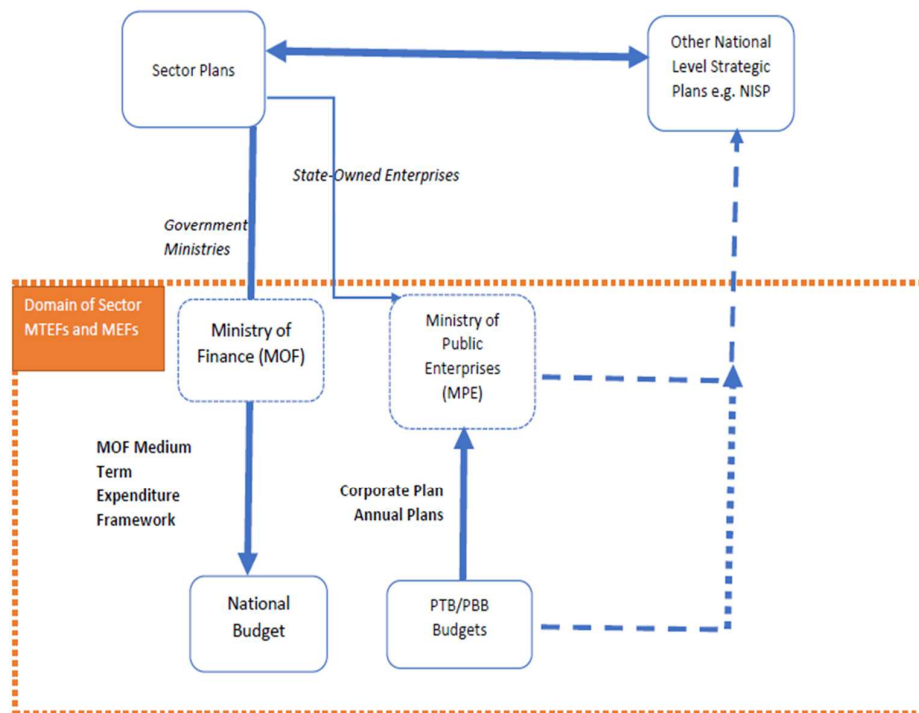 Sector Plans
Other National
Level Strategic
Plans e.g. NISP
State-Owned Enterprises
Government
Ministries
Domain of Sector
MTEFs and MEFs
Ministry of
Finance (MOF)
Ministry of
Public
Enterprises
(MPE)
MOF Medium
Term
Expenditure
Framework
Corporate Plan
Annual Plans
National
Budget
PTB/PBB
Budgets